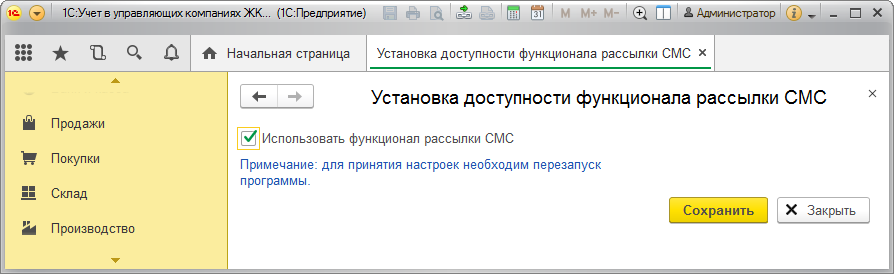 1С:Учет в управляющих компаниях ЖК... (1С:Предприятие)
M M+ M-
Администратор
Начальная страница
Установка доступности функционала рассылки СМС
Установка доступности функционала рассылки СМС
Продажи
Покупки
Склад
Производство
Использовать функционал рассылки СМС
Примечание: для принятия настроек необходим перезапуск
программы.
Сохранить
Закрыть